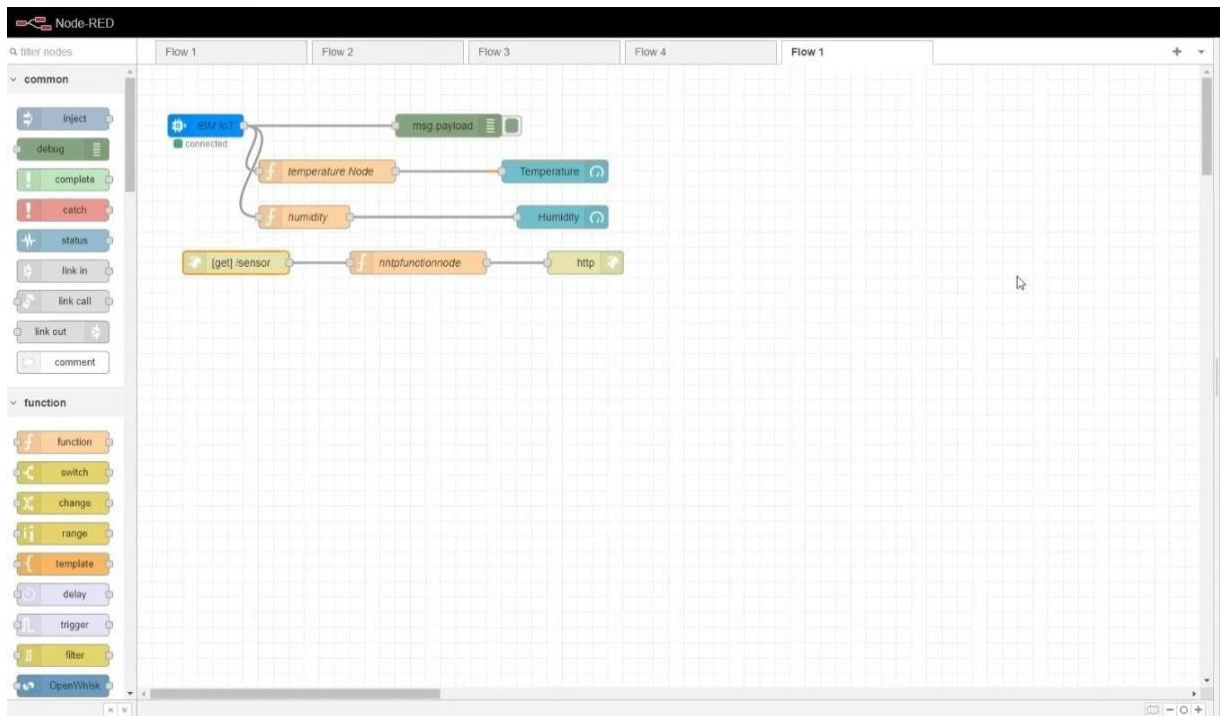 Node-RED
filter nodes
Flow 1
Flow 2
Flow 3
Flow 4
Flow 1
common
inject
debug
complete
catch
status
link in
link call
link out
comment
function
function
switch
change
range
template
delay
trigger
filter
OpenWhisk
IBM IoT
connected
msg.payload
temperature Node
Temperature
humidity
Humidity
[get] /sensor
hhtpfunctionnode
http